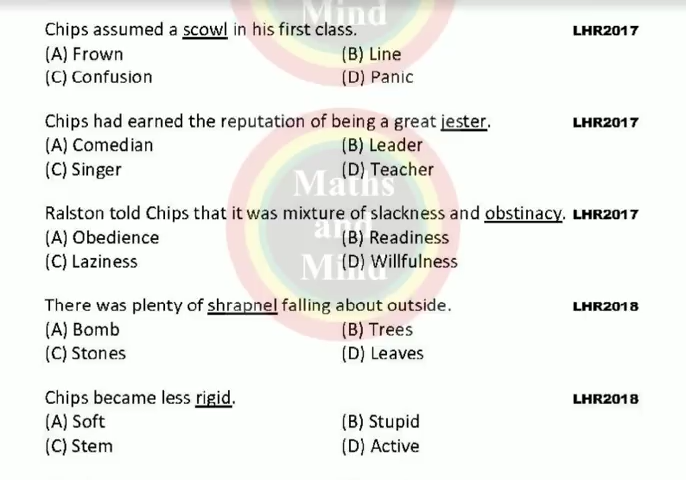 Mind
Chips assumed a scowl in his first class. LHR2017
(A) Frown (B) Line
(C) Confusion (D) Panic
Chips had earned the reputation of being a great jester. LHR2017
(A) Comedian (B) Leader
(C) Singer (D) Teacher
Maths
Ralston told Chips that it was mixture of slackness and obstinacy. LHR2017
and
(A) Obedience (B) Readiness
(C) Laziness (D) Willfulness
Mind
There was plenty of shrapnel falling about outside. LHR2018
(A) Bomb (B) Trees
(C) Stones (D) Leaves
Chips became less rigid. LHR2018
(A) Soft (B) Stupid
(C) Stem (D) Active